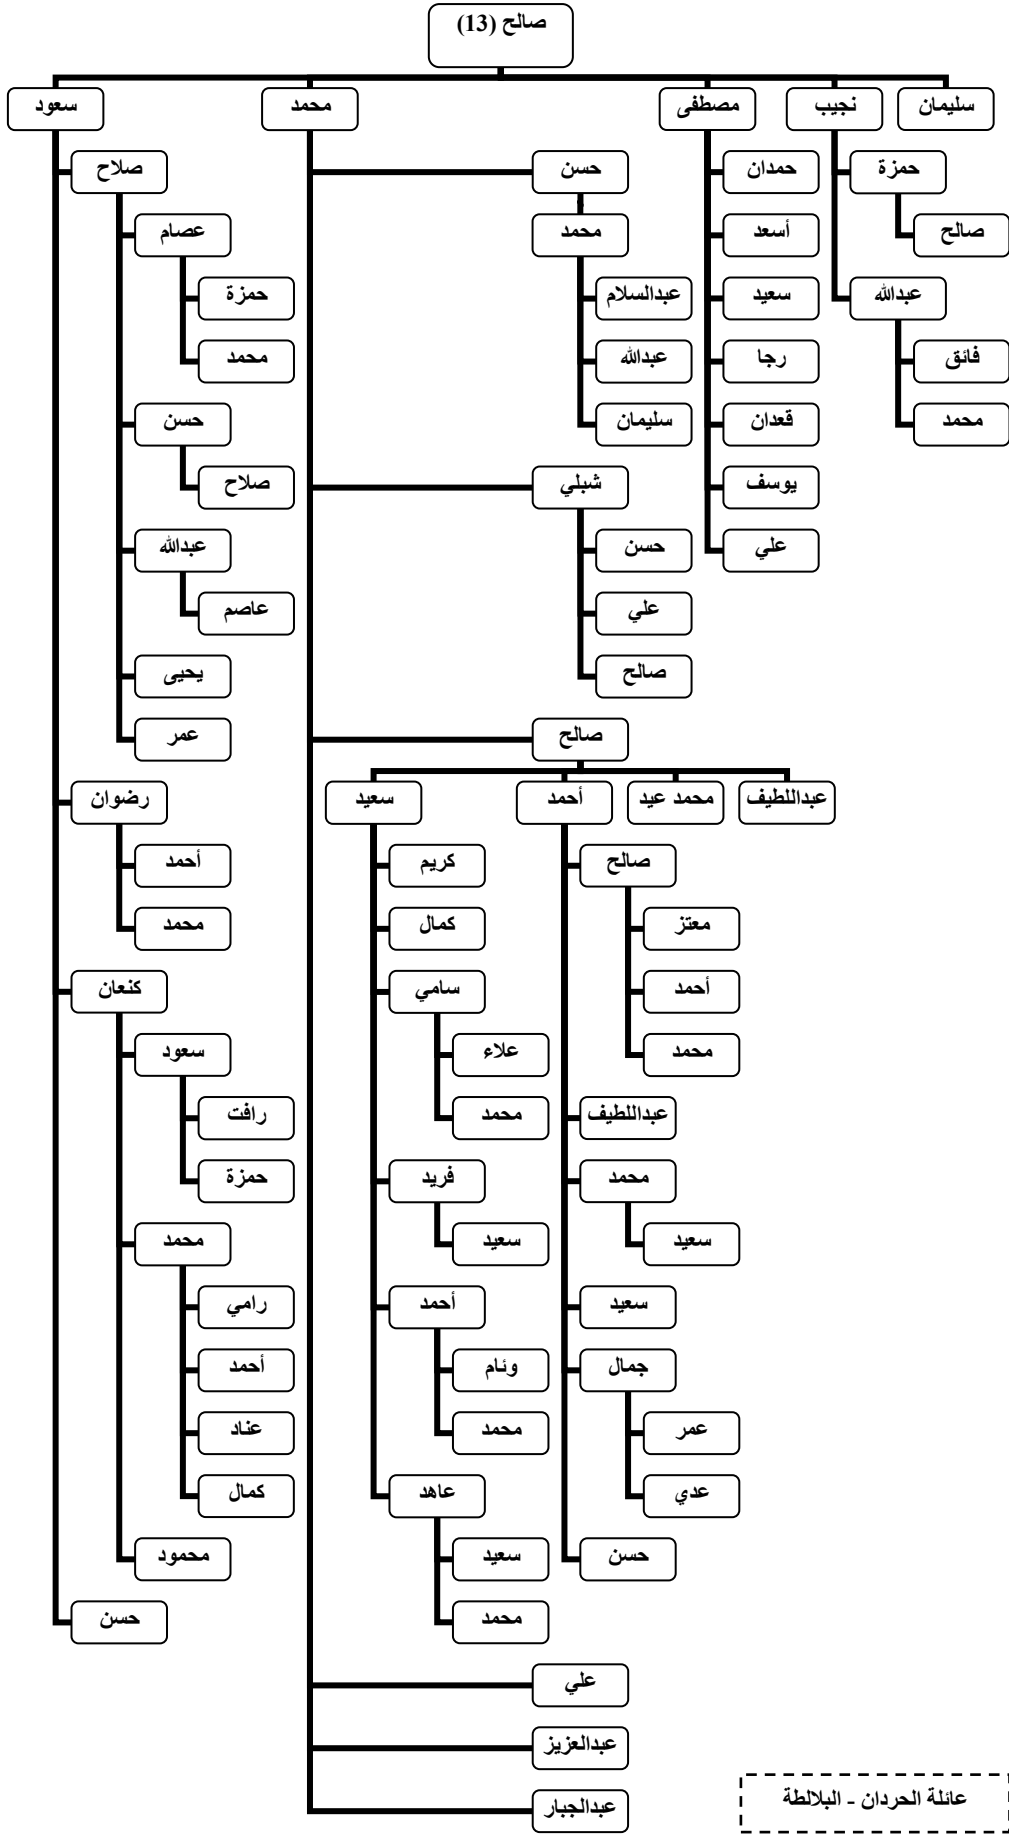 صالح (13)
سليمان
نجيب
مصطفى
محمد
سعود
حمزة
صالح
عبدالله
فائق
محمد
حمدان
أسعد
سعيد
رجا
قعدان
يوسف
علي
حسن
محمد
عبدالسلام
عبدالله
سليمان
شبلي
حسن
علي
صالح
صالح
عبداللطيف
محمد عيد
أحمد
سعيد
صالح
معتز
أحمد
محمد
عبداللطيف
محمد
سعيد
سعيد
جمال
عمر
عدي
حسن
كريم
كمال
سامي
علاء
محمد
فريد
سعيد
أحمد
وئام
محمد
عاهد
سعيد
محمد
علي
عبدالعزيز
عبدالجبار
صلاح
عصام
حمزة
محمد
حسن
صلاح
عبدالله
عاصم
يحيى
عمر
رضوان
أحمد
محمد
كنعان
سعود
رافت
حمزة
محمد
رامي
أحمد
عناد
كمال
محمود
حسن
عائلة الحردان - البلالطة